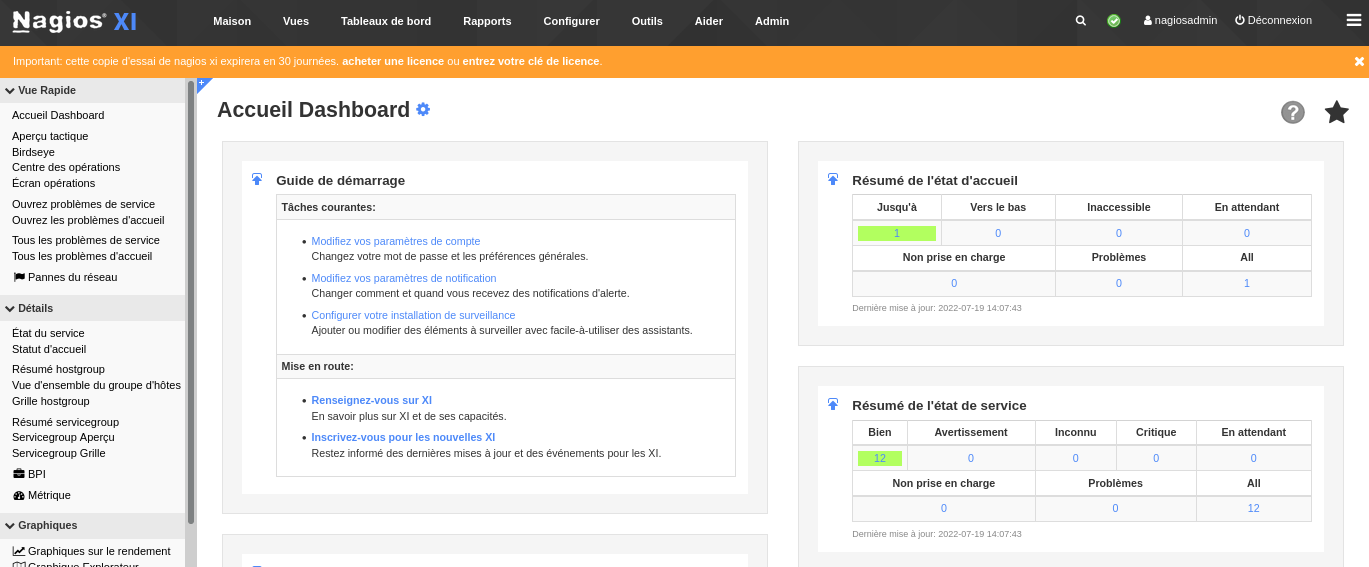 Nagios® XI Maison Vues Tableaux de bord Rapports Configurer Outils Aider Admin nagiosadmin Déconnexion
Important: cette copie d'essai de nagios xi expirera en 30 journées. acheter une licence ou entrez votre clé de licence.
Vue Rapide
Accueil Dashboard
Aperçu tactique
Birdseye
Centre des opérations
Écran opérations
Ouvrez problèmes de service
Ouvrez les problèmes d'accueil
Tous les problèmes de service
Tous les problèmes d'accueil
Pannes du réseau
Détails
État du service
Statut d'accueil
Résumé hostgroup
Vue d'ensemble du groupe d'hôtes
Grille hostgroup
Résumé servicegroup
Servicegroup Aperçu
Servicegroup Grille
BPI
Métrique
Graphiques
Graphiques sur le rendement
Graphique Explorateur
Accueil Dashboard
Guide de démarrage
Tâches courantes:
• Modifiez vos paramètres de compte
Changez votre mot de passe et les préférences générales.
• Modifiez vos paramètres de notification
Changer comment et quand vous recevez des notifications d'alerte.
• Configurer votre installation de surveillance
Ajouter ou modifier des éléments à surveiller avec facile-à-utiliser des assistants.
Mise en route:
• Renseignez-vous sur XI
En savoir plus sur XI et de ses capacités.
• Inscrivez-vous pour les nouvelles XI
Restez informé des dernières mises à jour et des événements pour les XI.
Résumé de l'état d'accueil
Jusqu'à Vers le bas Inaccessible En attendant
1 0 0 0
Non prise en charge Problèmes All
0 0 1
Dernière mise à jour: 2022-07-19 14:07:43
Résumé de l'état de service
Bien Avertissement Inconnu Critique En attendant
12 0 0 0 0
Non prise en charge Problèmes All
0 0 12
Dernière mise à jour: 2022-07-19 14:07:43